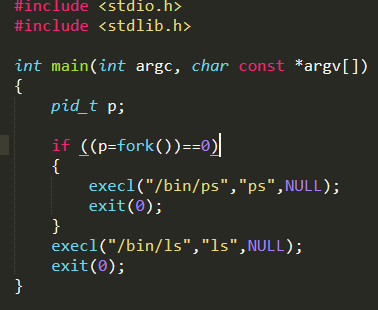 #include <stdio.h>
#include <stdlib.h>

int main(int argc, char const *argv[])
{
    pid_t p;

    if ((p=fork())==0)
    {
        execl("/bin/ps","ps",NULL);
        exit(0);
    }
    execl("/bin/ls","ls",NULL);
    exit(0);
}